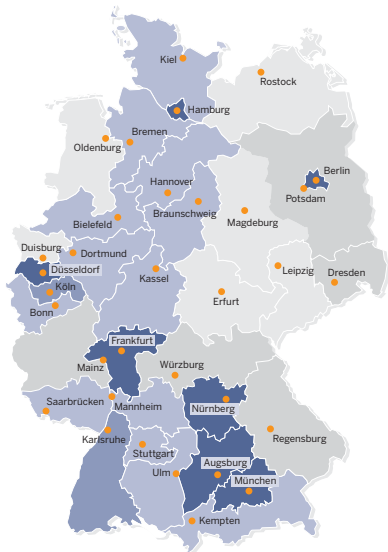 Kiel
Rostock
Hamburg
Bremen
Oldenburg
Berlin
Hannover
Potsdam
Braunschweig
Magdeburg
Bielefeld
Duisburg
Dortmund
Düsseldorf
Leipzig
Dresden
Kassel
Köln
Erfurt
Bonn
Frankfurt
Mainz
Würzburg
Saarbrücken
Mannheim
Nürnberg
Karlsruhe
Regensburg
Stuttgart
Augsburg
Ulm
München
Kempten